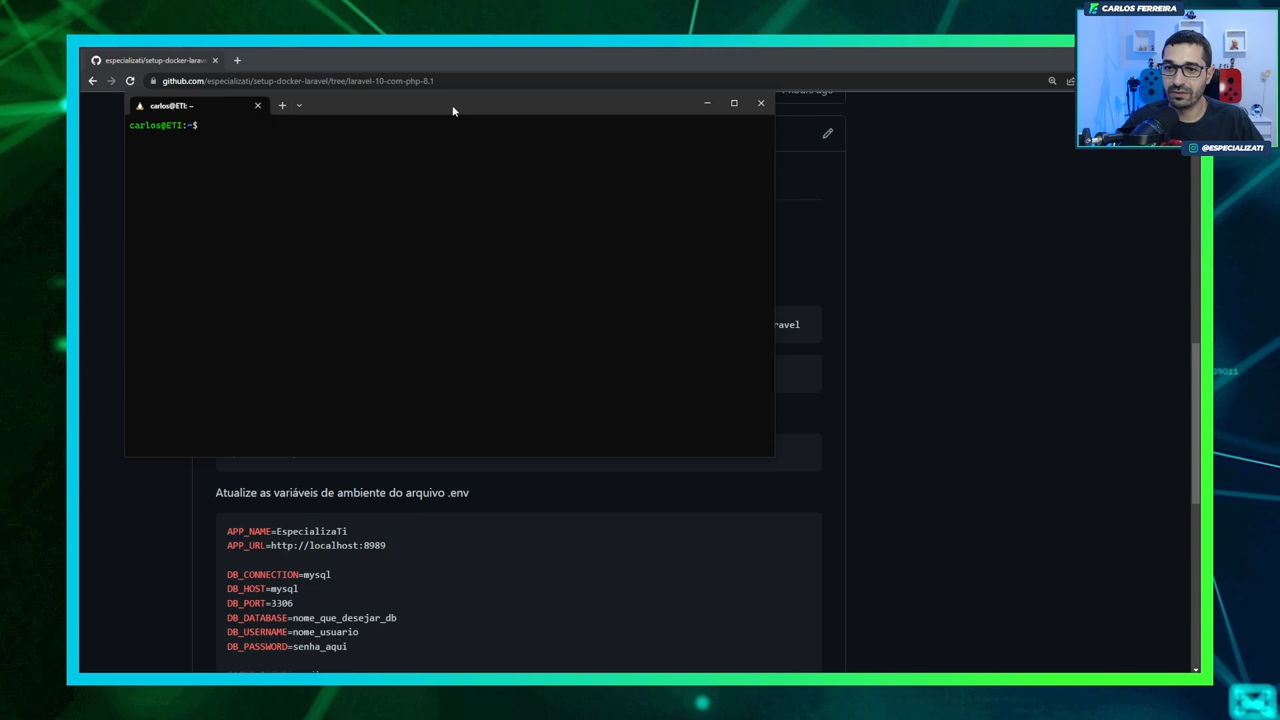 CARLOS FERREIRA
especializati/setup-docker-larave
github.com/especializati/setup-docker-laravel/tree/laravel-10-com-php-8.1
carlos@ETI: ~
carlos@ETI:~$
@ESPECIALIZATI
ravel
Atualize as variáveis de ambiente do arquivo .env
APP_NAME=EspecializaTi
APP_URL=http://localhost:8989
DB_CONNECTION=mysql
DB_HOST=mysql
DB_PORT=3306
DB_DATABASE=nome_que_desejar_db
DB_USERNAME=nome_usuario
DB_PASSWORD=senha_aqui